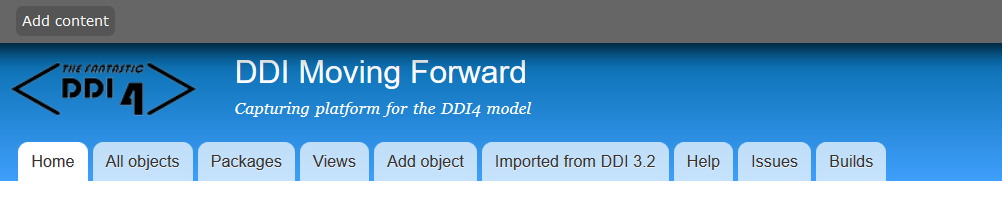 Add content
THE FANTASTIC
DDI 4
DDI Moving Forward
Capturing platform for the DDI4 model
Home All objects Packages Views Add object Imported from DDI 3.2 Help Issues Builds